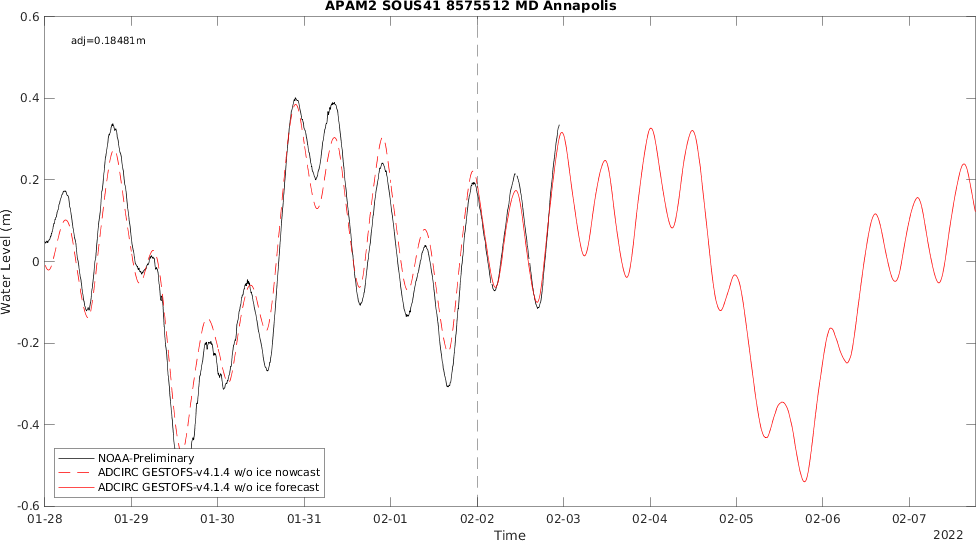 APAM2 SOUS41 8575512 MD Annapolis
0.6
adj=0.18481m
0.4
0.2
0
-0.2
-0.4
-0.6
Water Level (m)
NOAA-Preliminary
ADCIRC GESTOFS-v4.1.4 w/o ice nowcast
ADCIRC GESTOFS-v4.1.4 w/o ice forecast
01-28 01-29 01-30 01-31 02-01 02-02 02-03 02-04 02-05 02-06 02-07
Time
2022